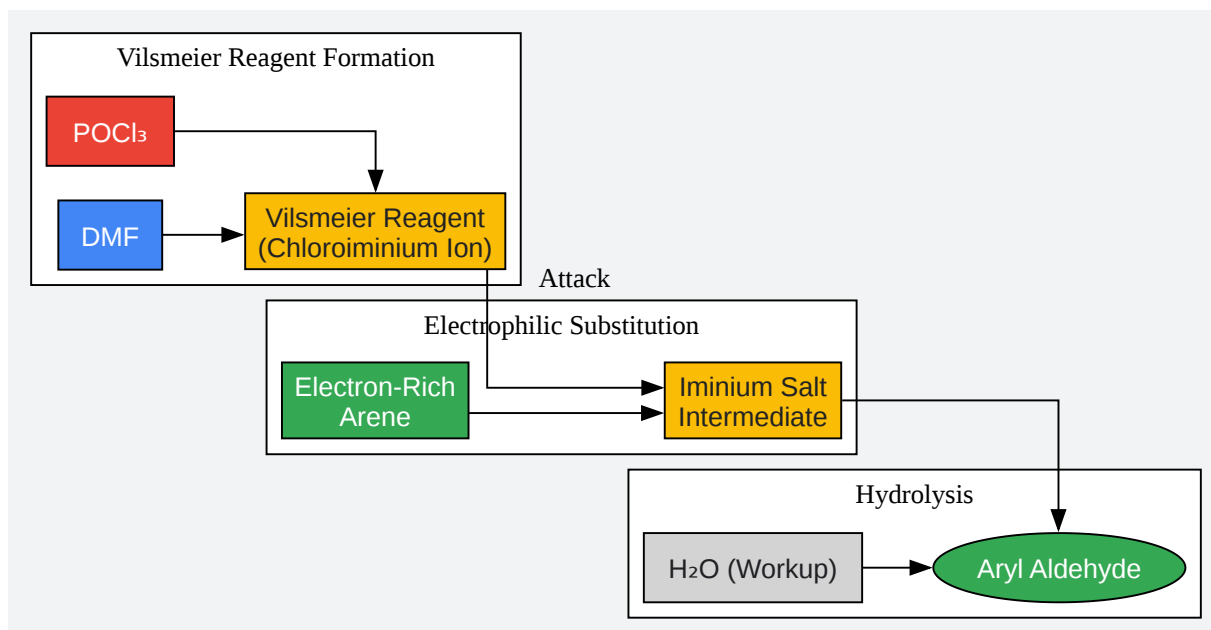 Vilsmeier Reagent Formation
POCl₃
DMF
Vilsmeier Reagent
(Chloroiminium Ion)
Attack
Electrophilic Substitution
Electron-Rich
Arene
Iminium Salt
Intermediate
Hydrolysis
H₂O (Workup)
Aryl Aldehyde